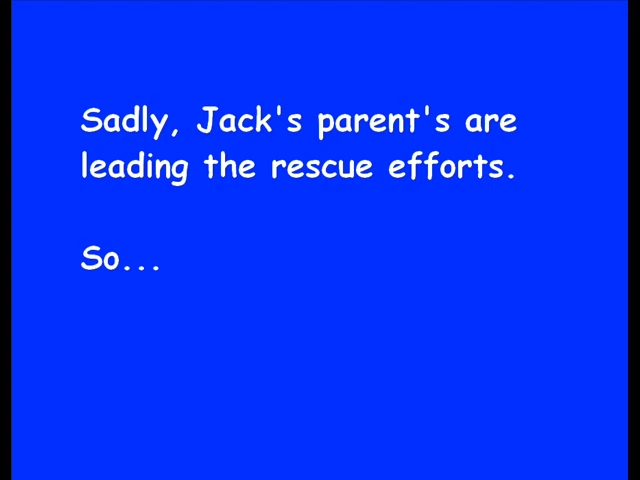 Sadly, Jack's parent's are
leading the rescue efforts.
So...